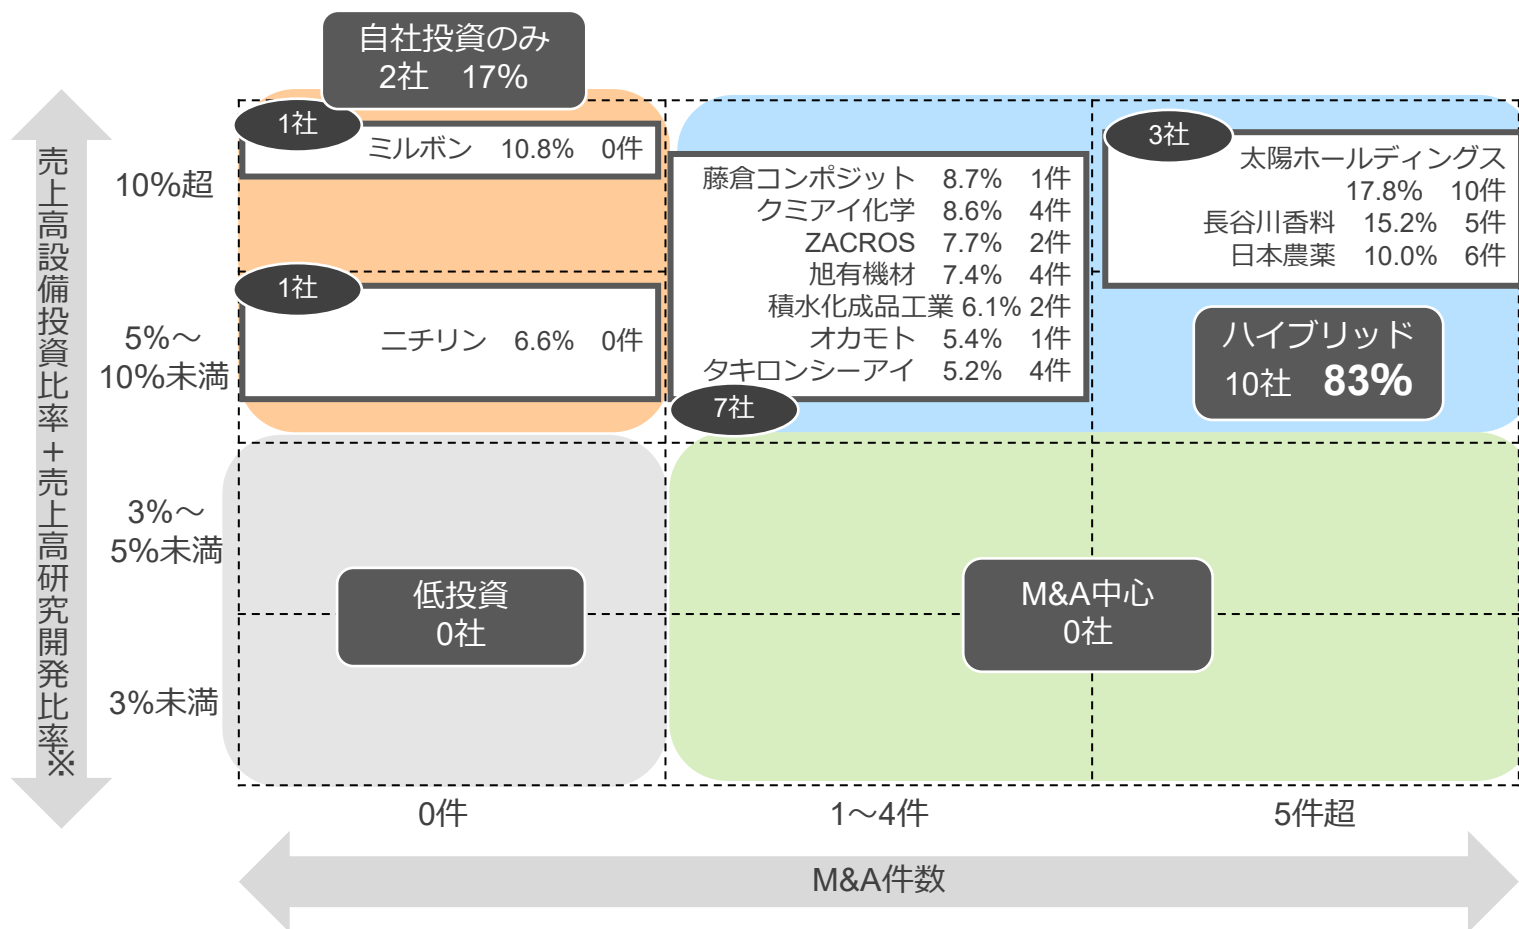 自社投資のみ
2社 17%
1社
ミルボン 10.8% 0件
3社
太陽ホールディングス
17.8% 10件
長谷川香料 15.2% 5件
日本農薬 10.0% 6件
藤倉コンポジット 8.7% 1件
クミアイ化学 8.6% 4件
ZACROS 7.7% 2件
旭有機材 7.4% 4件
積水化成品工業 6.1% 2件
オカモト 5.4% 1件
タキロンシーアイ 5.2% 4件
7社
1社
ニチリン 6.6% 0件
ハイブリッド
10社 83%
売上高設備投資比率+売上高研究開発比率※
10%超
5%～
10%未満
3%～
5%未満
3%未満
低投資
0社
M&A中心
0社
0件
1～4件
5件超
M&A件数